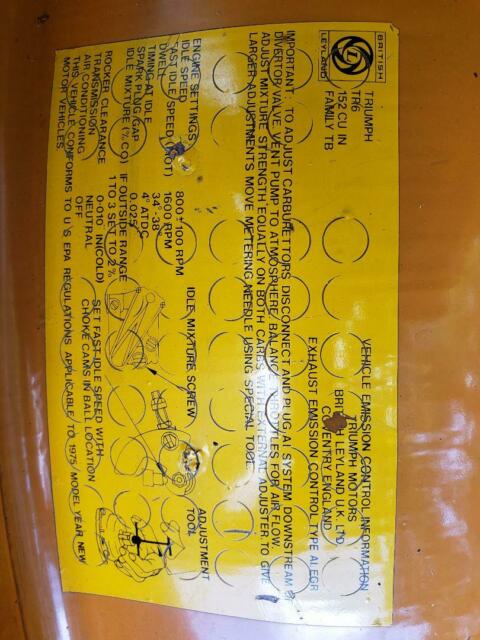 BRITISH
LEYLAND
TRIUMPH
TR6
152 CU IN
FAMILY TB
VEHICLE EMISSION CONTROL INFORMATION
TRIUMPH MOTORS
LEYLAND U.K. LTD
COVENTRY, ENGLAND
EXHAUST EMISSION CONTROL TYPE AI.EGR
IMPORTANT: TO ADJUST CARBURETTORS DISCONNECT AND PLUG AI SYSTEM DOWNSTREAM OF
DIVERTOR VALVE. VENT PUMP TO ATMOSPHERE. BALANCE THROTTLES FOR AIR FLOW.
ADJUST MIXTURE STRENGTH EQUALLY ON BOTH CARBS WITH EXTERNAL ADJUSTER TO GIVE
LARGER ADJUSTMENTS MOVE METERING NEEDLE USING SPECIAL TOOL.
ENGINE SETTINGS
IDLE SPEED 800±100 RPM
FAST IDLE SPEED (HOT) 1600 RPM
DWELL 34°-38°
TIMING AT IDLE 4° ATDC
SPARK PLUG GAP 0.025"
IDLE MIXTURE (% CO) IF OUTSIDE RANGE
1 TO 3 SET TO 2%
ROCKER CLEARANCE 0·010 IN(COLD)
TRANSMISSION NEUTRAL
AIR CONDITIONING OFF
IDLE MIXTURE SCREW
ADJUSTMENT
TOOL
SET FAST IDLE SPEED WITH
CHOKE CAMS IN BALL LOCATION
THIS VEHICLE CONFORMS TO U S EPA REGULATIONS APPLICABLE TO 1975 MODEL YEAR NEW
MOTOR VEHICLES.